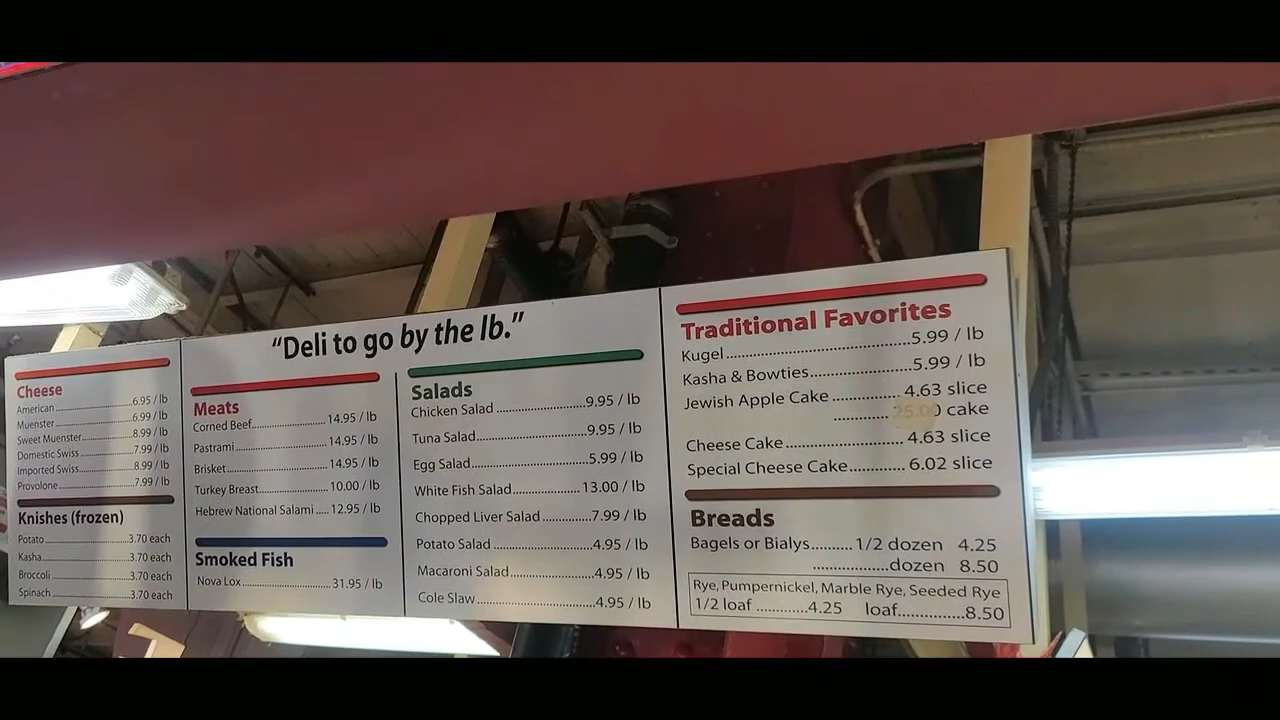 "Deli to go by the lb."
Cheese
American..........6.95 / lb
Muenster..........6.99 / lb
Sweet Muenster..........8.99 / lb
Domestic Swiss..........7.99 / lb
Imported Swiss..........8.99 / lb
Provolone..........7.99 / lb
Knishes (frozen)
Potato..........3.70 each
Kasha..........3.70 each
Broccoli..........3.70 each
Spinach..........3.70 each
Meats
Corned Beef..........14.95 / lb
Pastrami..........14.95 / lb
Brisket..........14.95 / lb
Turkey Breast..........10.00 / lb
Hebrew National Salami.....12.95 / lb
Smoked Fish
Nova Lox..........31.95 / lb
Salads
Chicken Salad..........9.95 / lb
Tuna Salad..........9.95 / lb
Egg Salad..........5.99 / lb
White Fish Salad..........13.00 / lb
Chopped Liver Salad..........7.99 / lb
Potato Salad..........4.95 / lb
Macaroni Salad..........4.95 / lb
Cole Slaw..........4.95 / lb
Traditional Favorites
Kugel..........5.99 / lb
Kasha & Bowties..........5.99 / lb
Jewish Apple Cake..........4.63 slice
..........cake
Cheese Cake..........4.63 slice
Special Cheese Cake..........6.02 slice
Breads
Bagels or Bialys..........1/2 dozen 4.25
..........dozen 8.50
Rye, Pumpernickel, Marble Rye, Seeded Rye
1/2 loaf..........4.25 loaf..........8.50